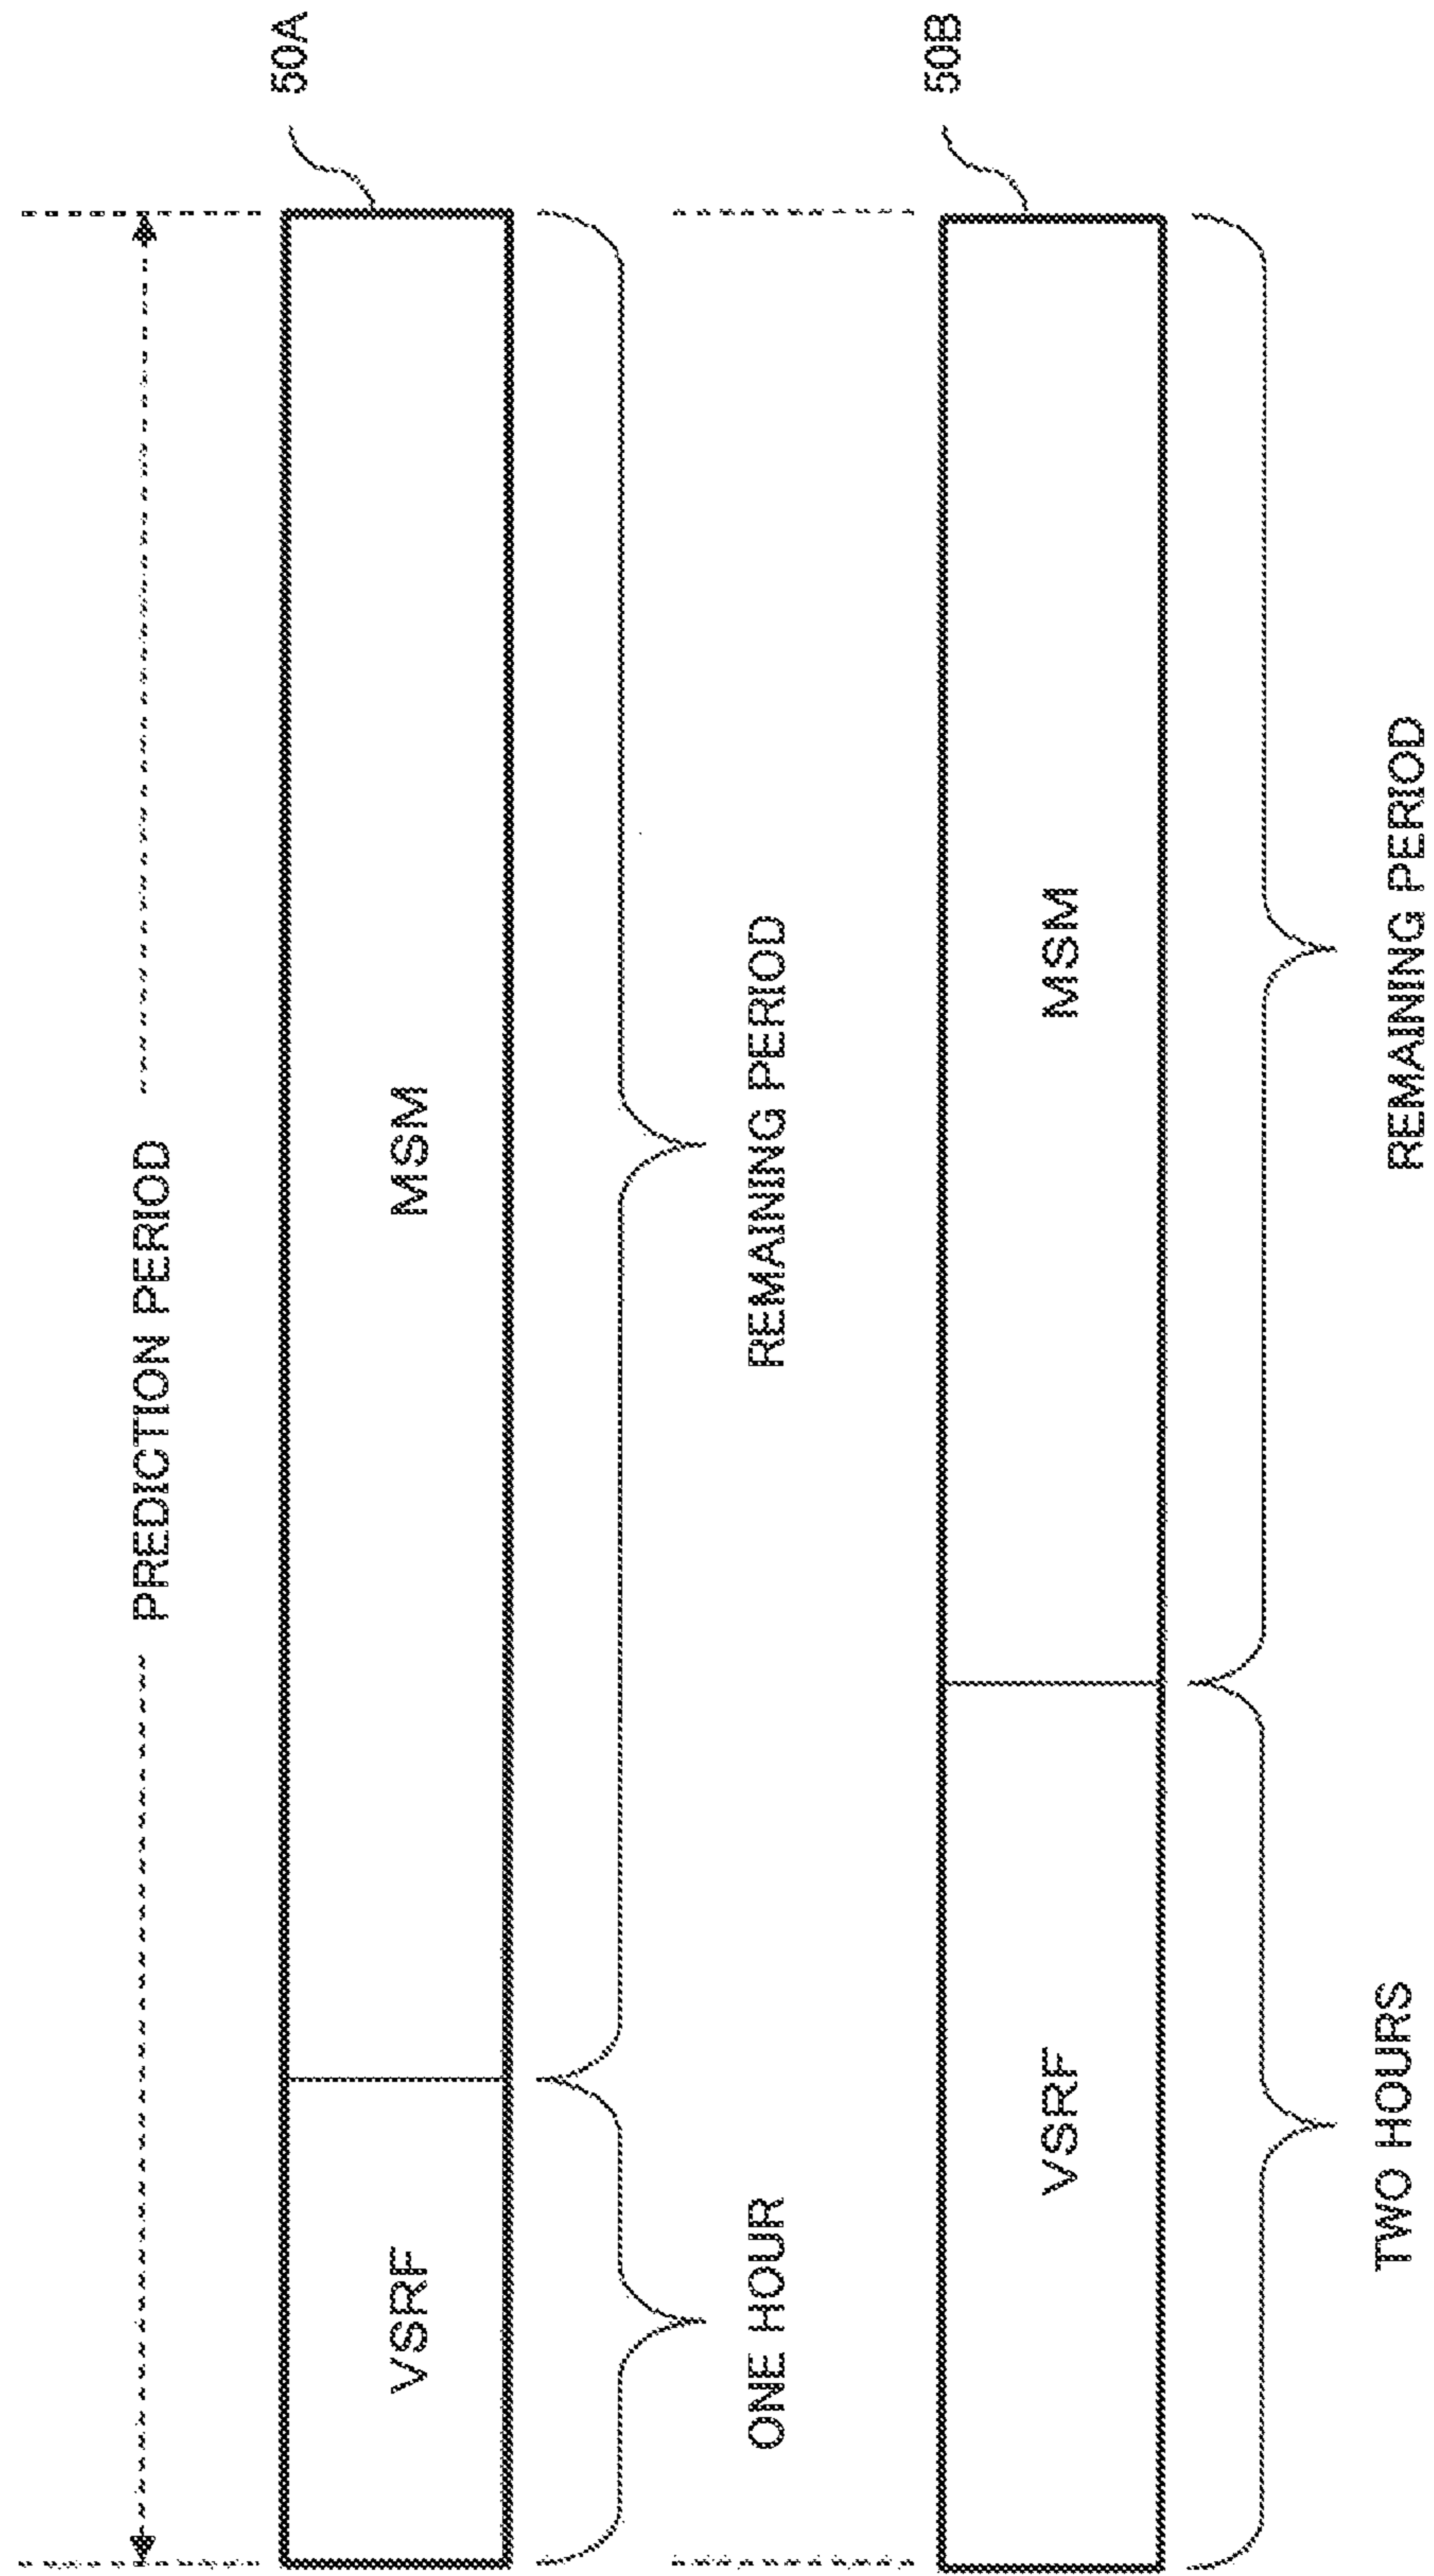 PREDICTION PERIOD
50A
VSRF
MSM
ONE HOUR
REMAINING PERIOD
50B
VSRF
MSM
TWO HOURS
REMAINING PERIOD